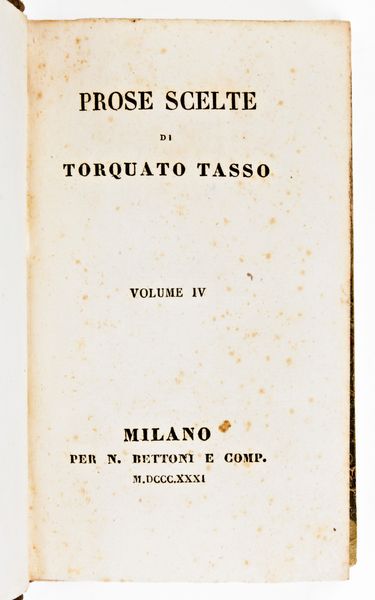 PROSE SCELTE
DI
TORQUATO TASSO
VOLUME IV
MILANO
PER N. BETTONI E COMP.
M.DCCC.XXXI